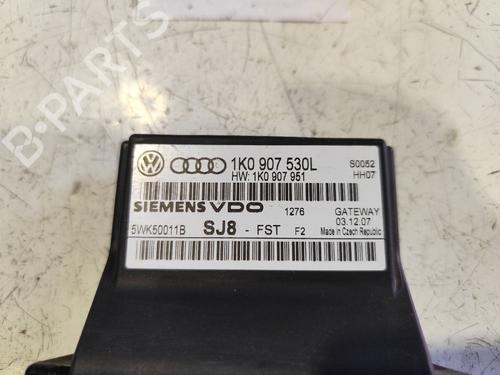 1K0 907 530L
S0052
HW: 1K0 907 951
HH07
SIEMENS VDO
1276
GATEWAY
03.12.07
5WK50011B
SJ8 - FST F2
Made in Czech Republic
B-PARTS